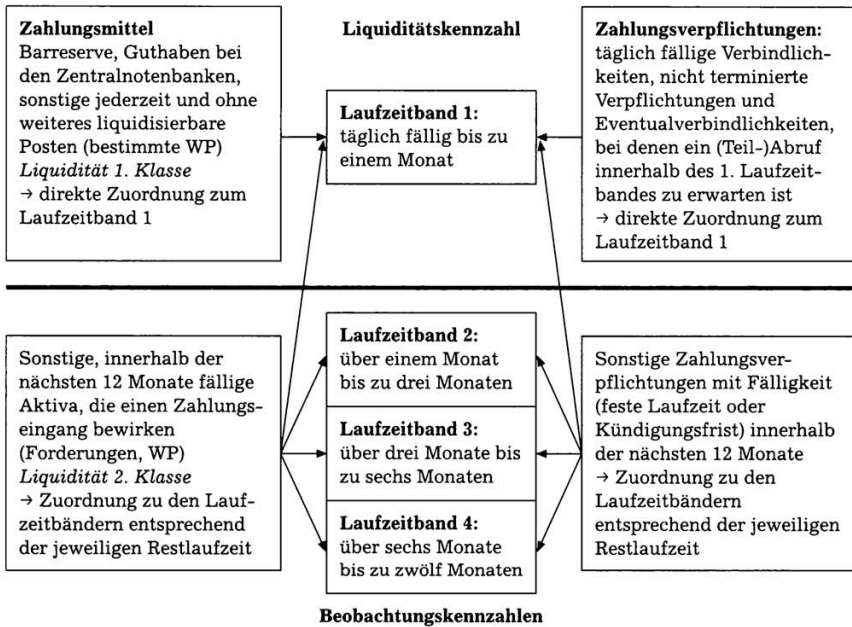 Zahlungsmittel
Barreserve, Guthaben bei
den Zentralnotenbanken,
sonstige jederzeit und ohne
weiteres liquidisierbare
Posten (bestimmte WP)
Liquidität 1. Klasse
→ direkte Zuordnung zum
Laufzeitband 1
Liquiditätskennzahl
Laufzeitband 1:
täglich fällig bis zu
einem Monat
Zahlungsverpflichtungen:
täglich fällige Verbindlich-
keiten, nicht terminierte
Verpflichtungen und
Eventualverbindlichkeiten,
bei denen ein (Teil-)Abruf
innerhalb des 1. Laufzeit-
bandes zu erwarten ist
→ direkte Zuordnung zum
Laufzeitband 1
Sonstige, innerhalb der
nächsten 12 Monate fällige
Aktiva, die einen Zahlungs-
eingang bewirken
(Forderungen, WP)
Liquidität 2. Klasse
→ Zuordnung zu den Lauf-
zeitbändern entsprechend
der jeweiligen Restlaufzeit
Laufzeitband 2:
über einem Monat
bis zu drei Monaten
Laufzeitband 3:
über drei Monate bis
zu sechs Monaten
Laufzeitband 4:
über sechs Monate
bis zu zwölf Monaten
Sonstige Zahlungsver-
pflichtungen mit Fälligkeit
(feste Laufzeit oder
Kündigungsfrist) innerhalb
der nächsten 12 Monate
→ Zuordnung zu den
Laufzeitbändern
entsprechend der jeweiligen
Restlaufzeit
Beobachtungskennzahlen